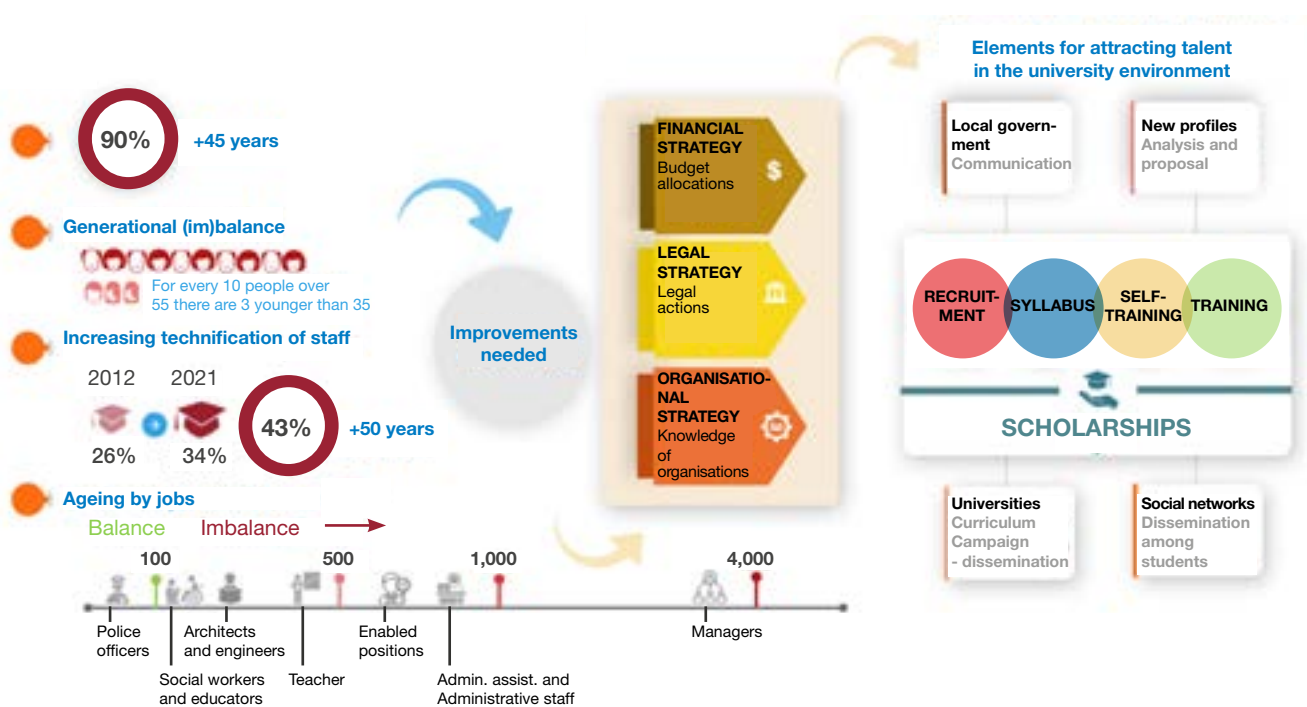 90%
+45 years
Generational (im)balance
For every 10 people over
55 there are 3 younger than 35
Increasing technification of staff
2012
2021
26%
34%
43%
+50 years
Ageing by jobs
Balance
Imbalance
100
500
1,000
4,000
Police
officers
Social workers
and educators
Architects
and engineers
Teacher
Enabled
positions
Admin. assist. and
Administrative staff
Managers
Improvements
needed
FINANCIAL
STRATEGY
Budget
allocations
$
LEGAL
STRATEGY
Legal
actions
ORGANISATIO-
NAL
STRATEGY
Knowledge
of
organisations
Elements for attracting talent
in the university environment
Local govern-
ment
Communication
New profiles
Analysis and
proposal
RECRUIT-
MENT
SYLLABUS
SELF-
TRAINING
TRAINING
SCHOLARSHIPS
Universities
Curriculum
Campaign
- dissemination
Social networks
Dissemination
among
students